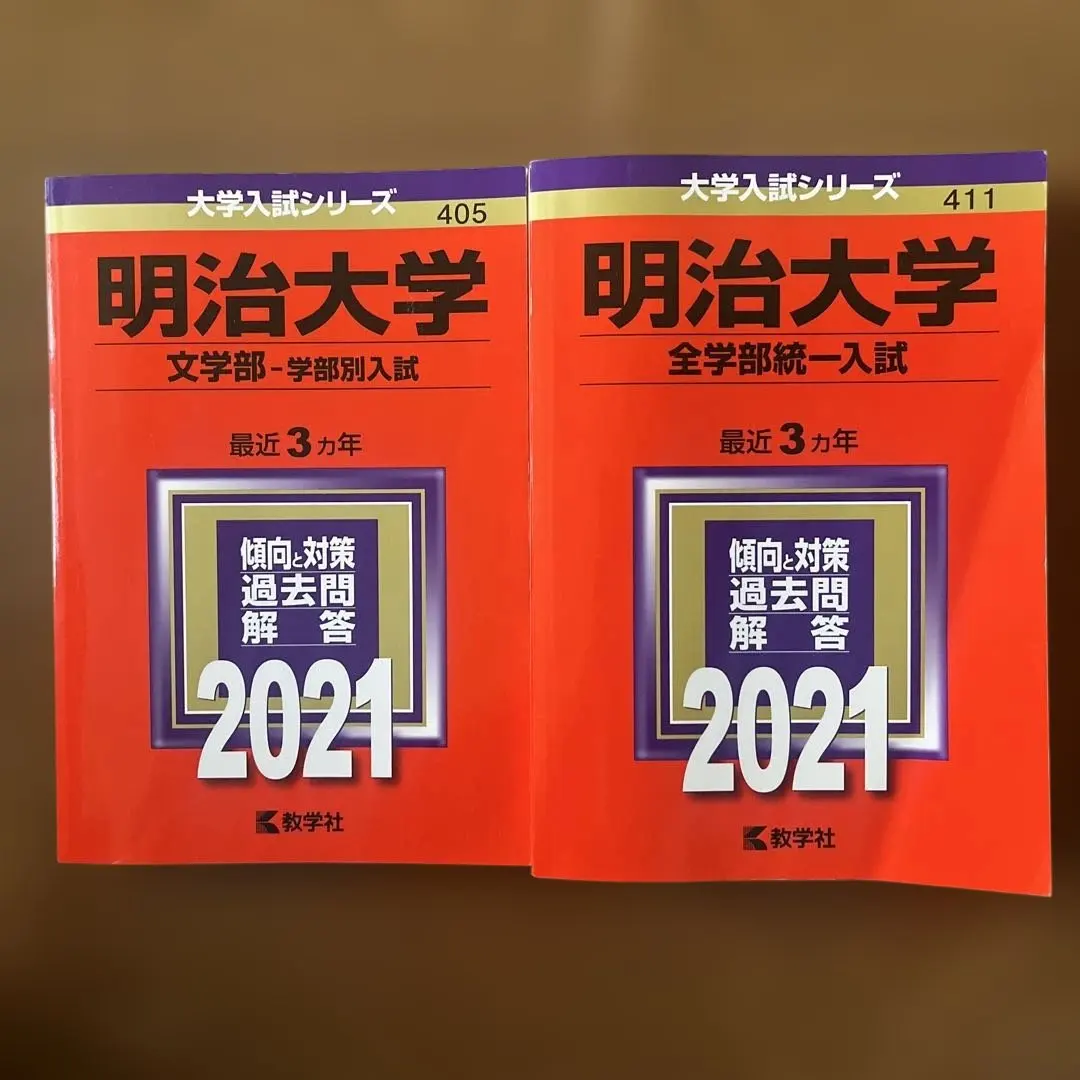 大学入試シリーズ
405
明治大学
文学部-学部別入試
最近3カ年
傾向と対策
過去問
解答
2021
教学社
大学入試シリーズ
411
明治大学
全学部統一入試
最近3カ年
傾向と対策
過去問
解答
2021
教学社